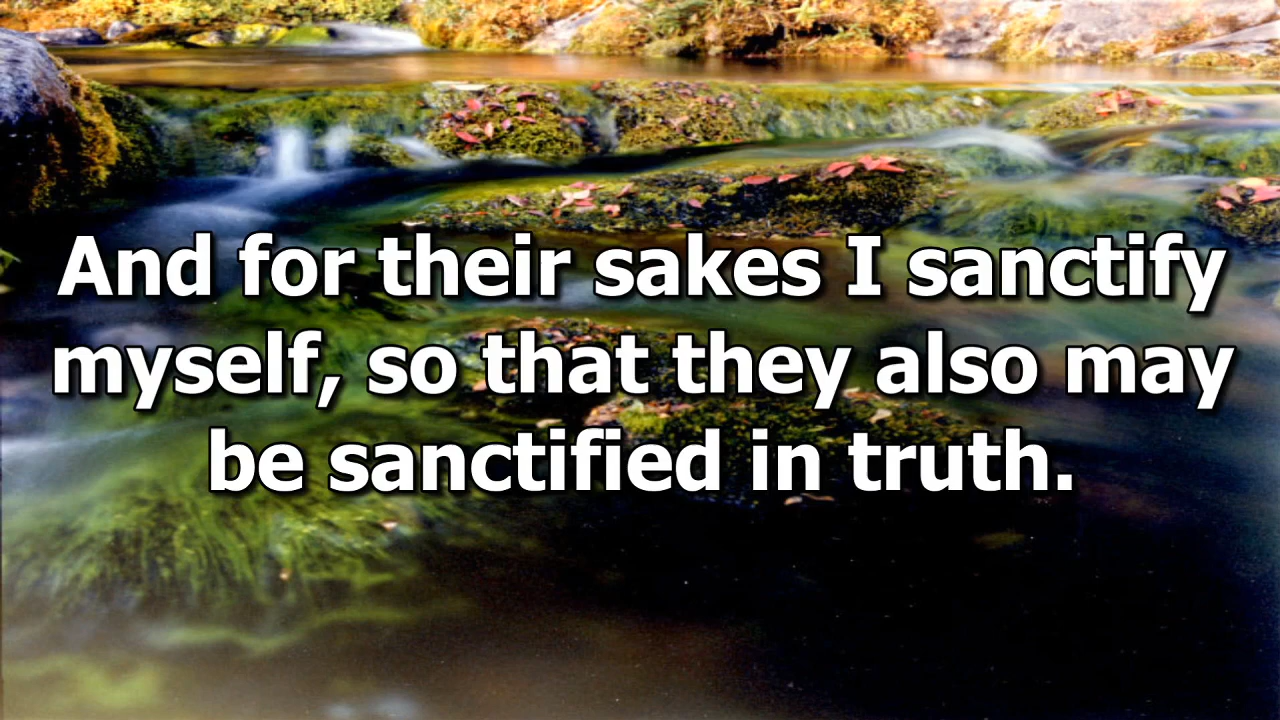 And for their sakes I sanctify
myself, so that they also may
be sanctified in truth.